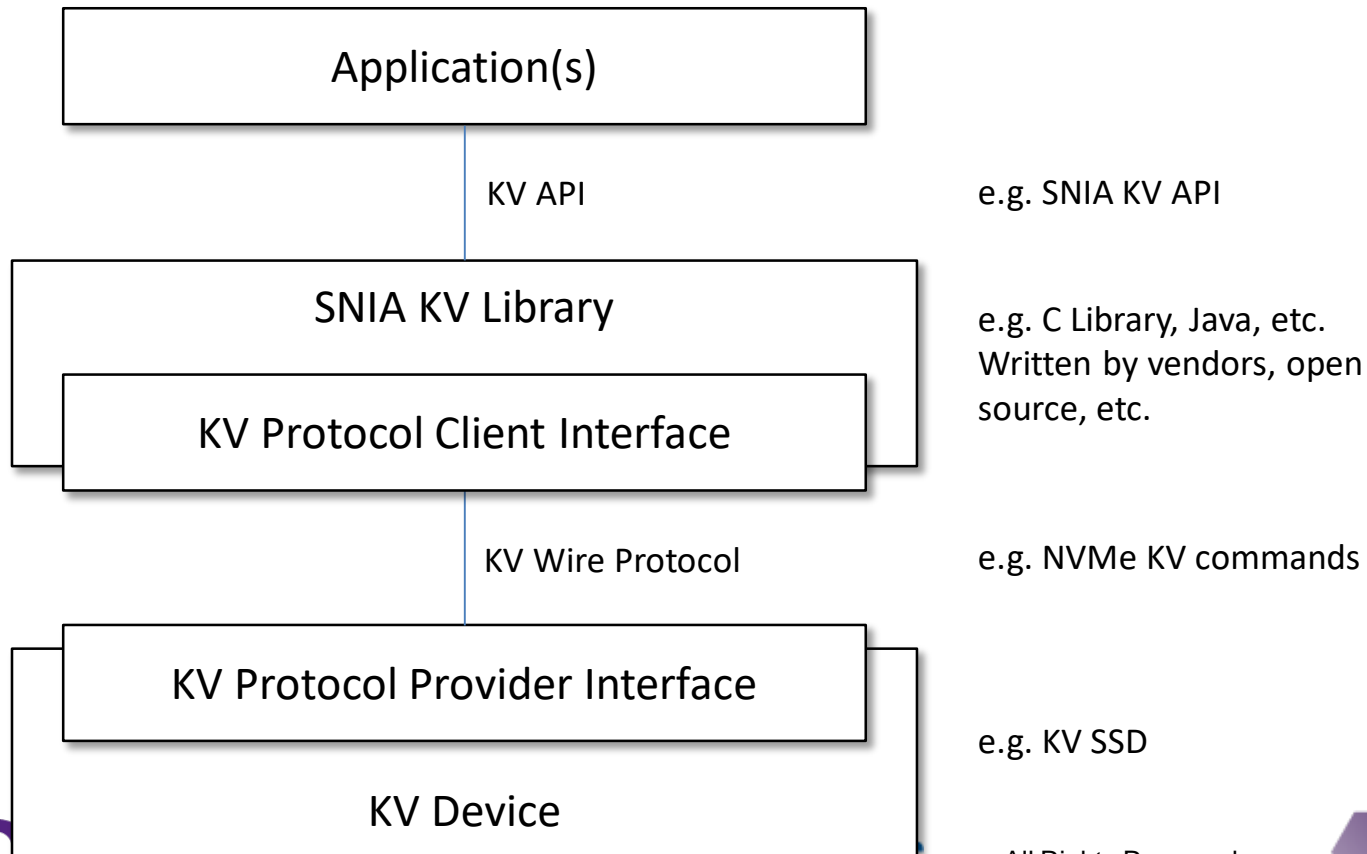 Application(s)
KV API
e.g. SNIA KV API
SNIA KV Library
e.g. C Library, Java, etc.
Written by vendors, open
source, etc.
KV Protocol Client Interface
KV Wire Protocol
e.g. NVMe KV commands
KV Protocol Provider Interface
e.g. KV SSD
KV Device